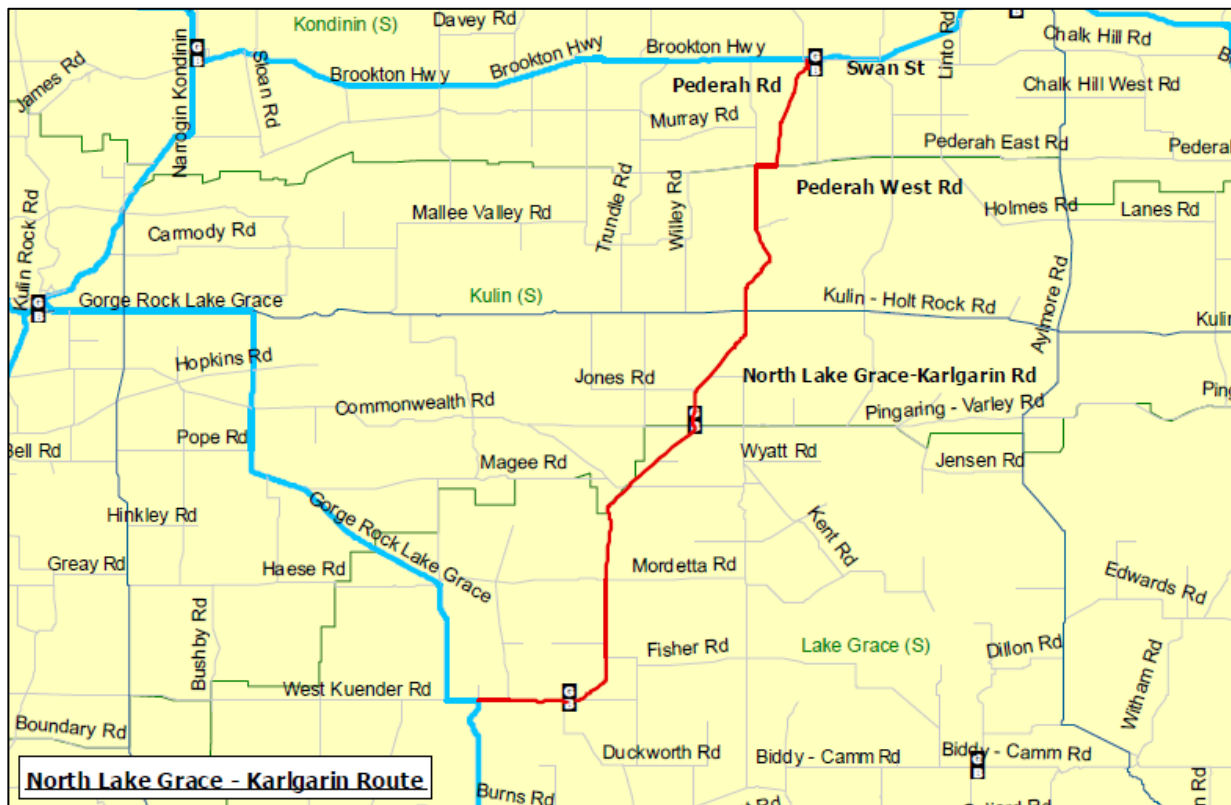 Kondinin (S)
Davey Rd
Linto Rd
Chalk Hill Rd
James Rd
Narrogin Kondinin
Sloan Rd
Brookton Hwy
Brookton Hwy
Brookton Hwy
Swan St
Pederah Rd
Chalk Hill West Rd
Murray Rd
Pederah East Rd
Pedera
Pederah West Rd
Trundle Rd
Willey Rd
Mallee Valley Rd
Holmes Rd
Lanes Rd
Kulin Rock Rd
Carmody Rd
Aylmore Rd
Gorge Rock Lake Grace
Kulin (S)
Kulin - Holt Rock Rd
Kulin
Hopkins Rd
Jones Rd
North Lake Grace-Karlgarin Rd
Ping
Commonwealth Rd
Pingaring - Varley Rd
Bell Rd
Pope Rd
Magee Rd
Wyatt Rd
Jensen Rd
Hinkley Rd
Gorge Rock Lake Grace
Kent Rd
Greay Rd
Haese Rd
Mordetta Rd
Edwards Rd
Bushby Rd
Fisher Rd
Lake Grace (S)
Dillon Rd
Witham Rd
West Kuender Rd
Boundary Rd
Duckworth Rd
Biddy - Camm Rd
Biddy - Camm Rd
North Lake Grace - Karlgarin Route
Burns Rd